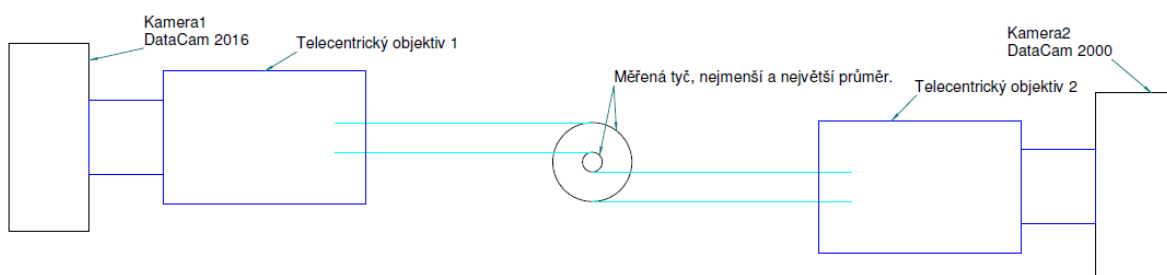 Kamera1
DataCam 2016
Telecentrický objektiv 1
Měřená tyč, nejmenší a největší průměr.
Kamera2
DataCam 2000
Telecentrický objektiv 2